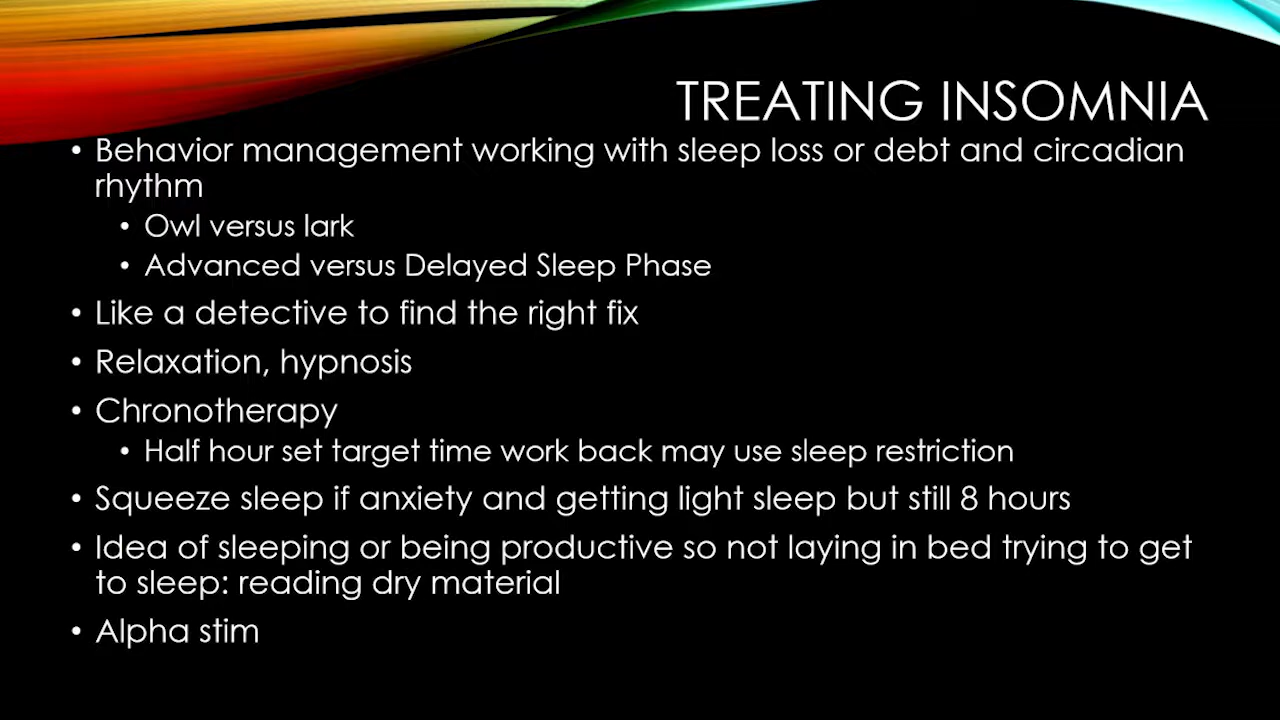 TREATING INSOMNIA
• Behavior management working with sleep loss or debt and circadian
rhythm
• Owl versus lark
• Advanced versus Delayed Sleep Phase
• Like a detective to find the right fix
• Relaxation, hypnosis
• Chronotherapy
• Half hour set target time work back may use sleep restriction
• Squeeze sleep if anxiety and getting light sleep but still 8 hours
• Idea of sleeping or being productive so not laying in bed trying to get
to sleep: reading dry material
• Alpha stim